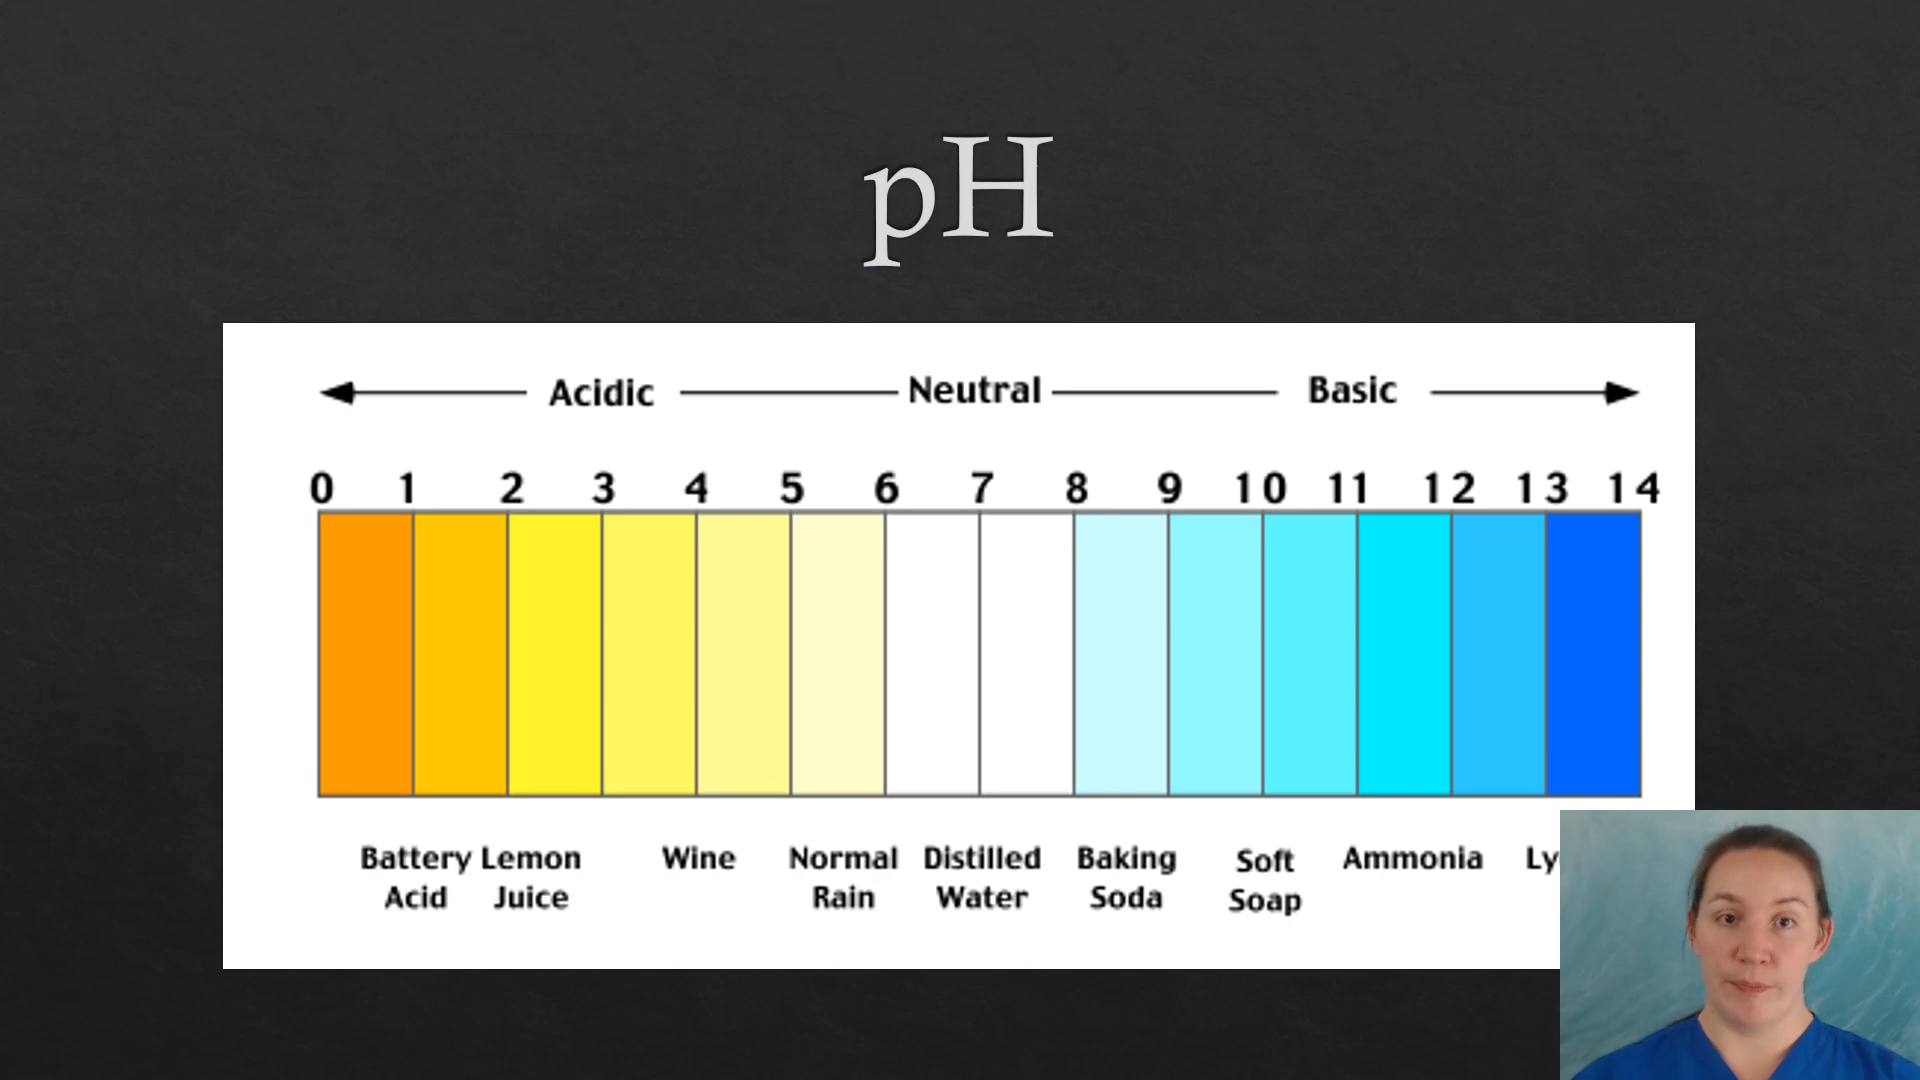 pH
Acidic Neutral Basic
0 1 2 3 4 5 6 7 8 9 10 11 12 13 14
Battery Lemon Wine Normal Distilled Baking Soft Ammonia
Acid Juice Rain Water Soda Soap